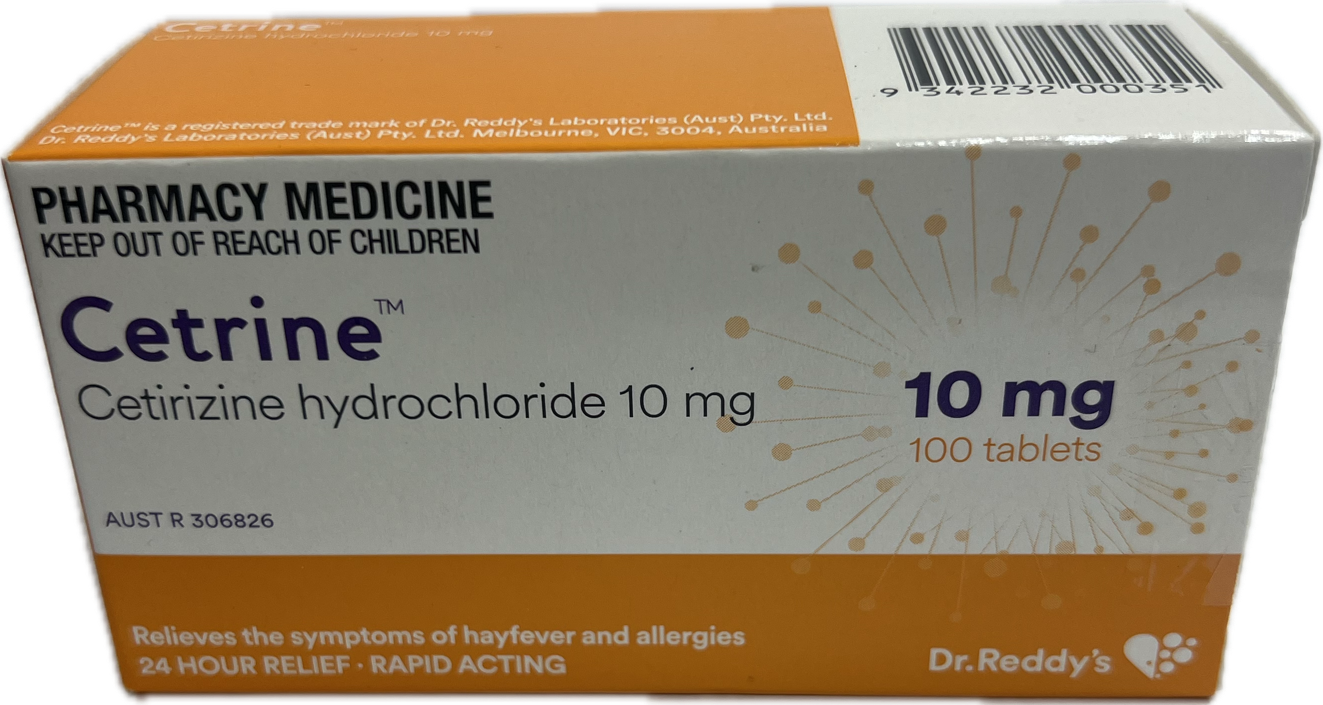 Cetrine™
Cetirizine hydrochloride 10 mg
Cetrine™ is a registered trade mark of Dr. Reddy's Laboratories (Aust) Pty. Ltd.
Dr. Reddy's Laboratories (Aust) Pty. Ltd. Melbourne, VIC, 3004, Australia
9 342232 000351
PHARMACY MEDICINE
KEEP OUT OF REACH OF CHILDREN
Cetrine™
Cetirizine hydrochloride 10 mg
10 mg
100 tablets
AUST R 306826
Relieves the symptoms of hayfever and allergies
24 HOUR RELIEF · RAPID ACTING
Dr.Reddy's